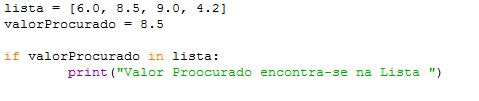 lista = [6.0, 8.5, 9.0, 4.2]
valorProcurado = 8.5
if valorProcurado in lista:
print("Valor Proocurado encontra-se na Lista ")